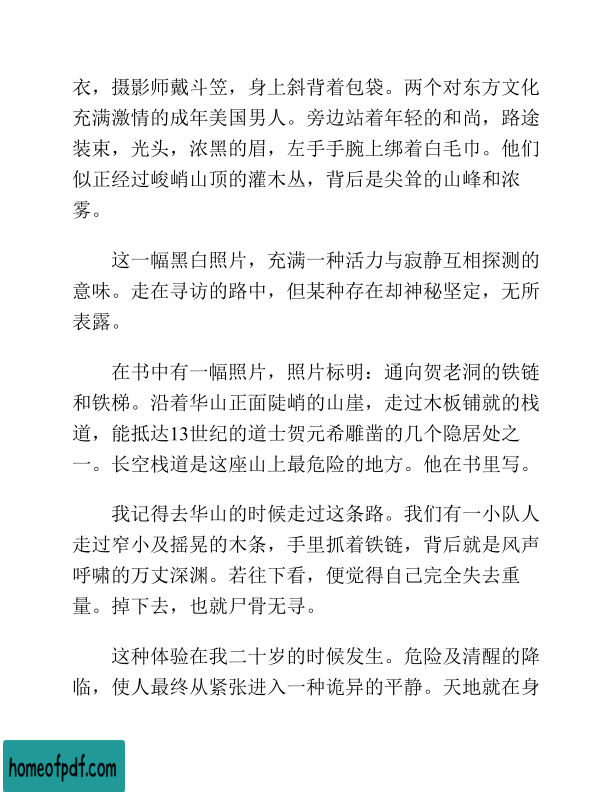 衣，摄影师戴斗笠，身上斜背着包袋。两个对东方文化
充满激情的成年美国男人。旁边站着年轻的和尚，路途
装束，光头，浓黑的眉，左手手腕上绑着白毛巾。他们
似正经过峻峭山顶的灌木丛，背后是尖耸的山峰和浓
雾。
这一幅黑白照片，充满一种活力与寂静互相探测的
意味。走在寻访的路中，但某种存在却神秘坚定，无所
表露。
在书中有一幅照片，照片标明：通向贺老洞的铁链
和铁梯。沿着华山正面陡峭的山崖，走过木板铺就的栈
道，能抵达13世纪的道士贺元希雕凿的几个隐居处之
一。长空栈道是这座山上最危险的地方。他在书里写。
我记得去华山的时候走过这条路。我们有一小队人
走过窄小及摇晃的木条，手里抓着铁链，背后就是风声
呼啸的万丈深渊。若往下看，便觉得自己完全失去重
量。掉下去，也就尸骨无寻。
这种体验在我二十岁的时候发生。危险及清醒的降
临，使人最终从紧张进入一种诡异的平静。天地就在身
homeofpdf.com